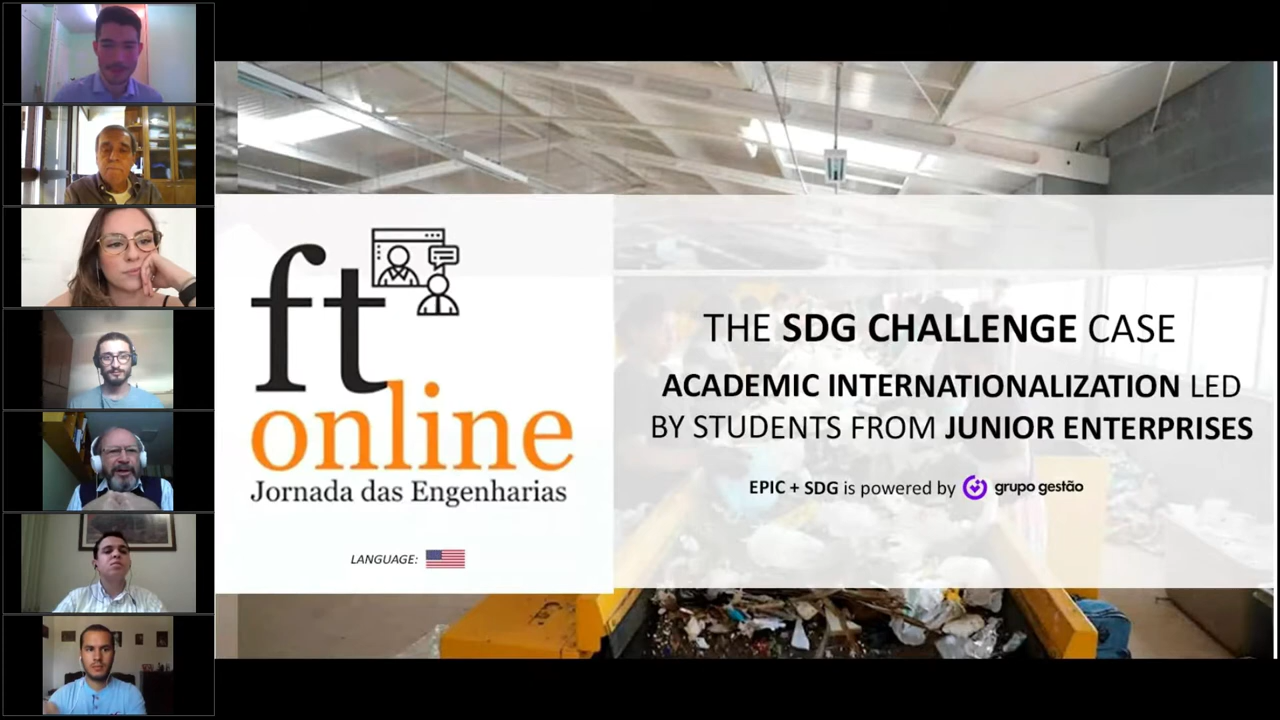 ft
online
Jornada das Engenharias
LANGUAGE:
THE SDG CHALLENGE CASE
ACADEMIC INTERNATIONALIZATION LED
BY STUDENTS FROM JUNIOR ENTERPRISES
EPIC + SDG is powered by grupo gestão